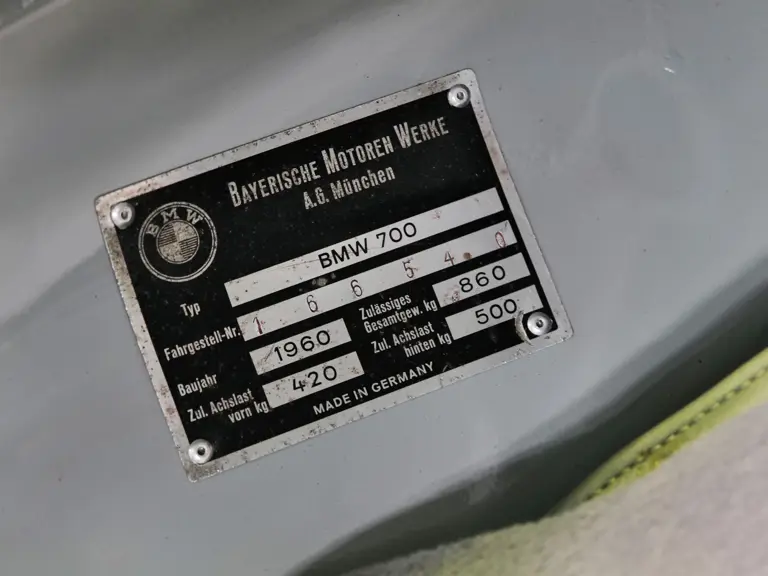 BMW
BAYERISCHE MOTOREN WERKE
A.G. München
Typ BMW 700
Fahrgestell-Nr. 1 6 6 5 4 0
Baujahr 1960
Zulässiges Gesamtgew. kg 860
Zul. Achslast vorn kg 420
Zul. Achslast hinten kg 500
MADE IN GERMANY